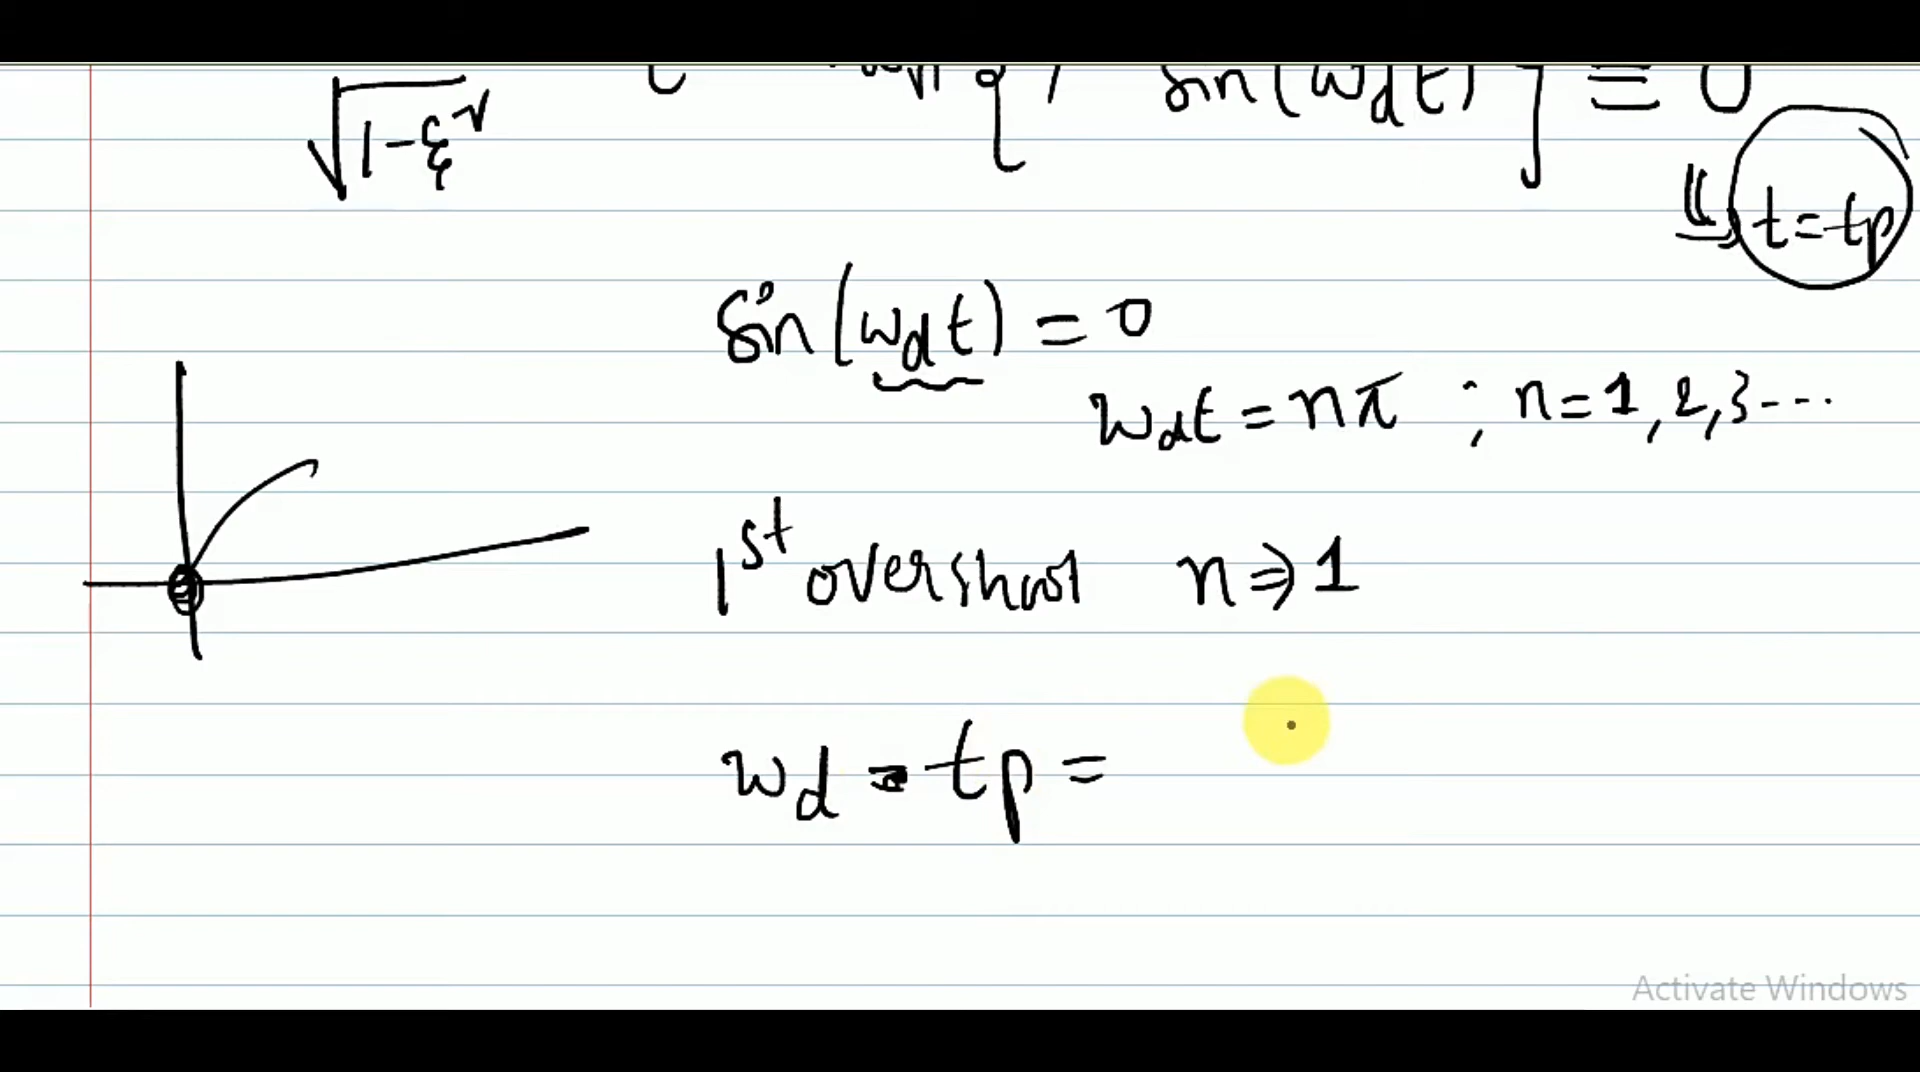 sin(ωdt) ] = 0
√1-ξ²
t=tp
sin(ωdt) = 0
ωdt = nπ ; n=1,2,3---
1st overshoot n⇒1
ωd · tp =
Activate Windows